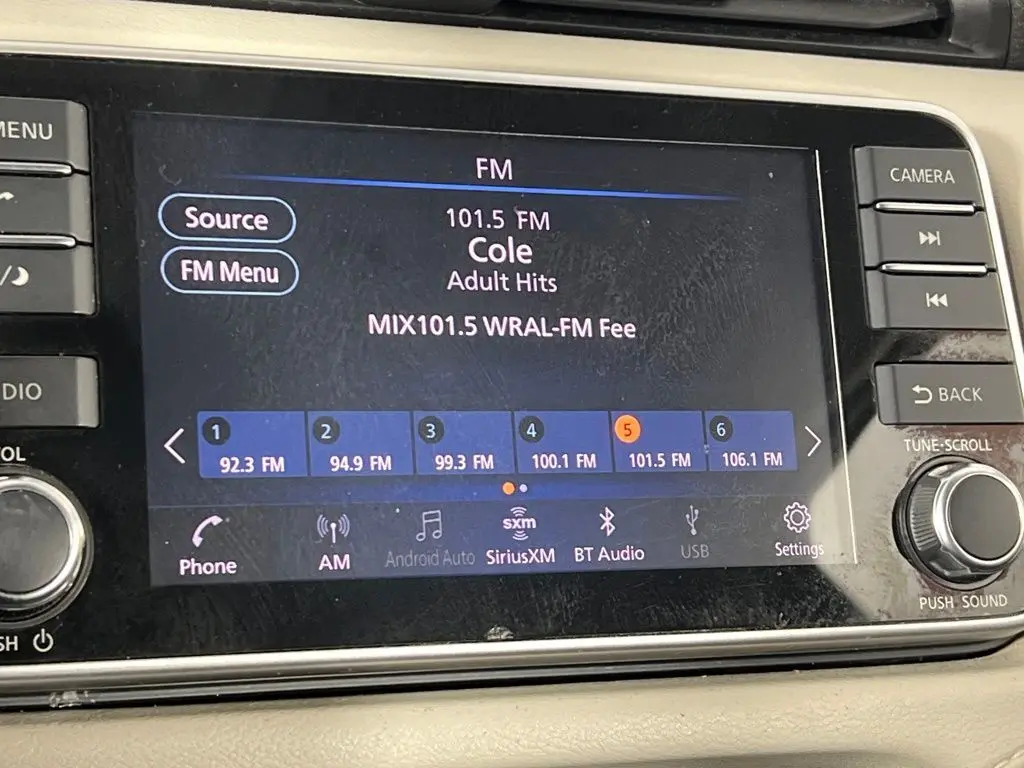 MENU
CAMERA
FM
Source
FM Menu
101.5 FM
Cole
Adult Hits
MIX101.5 WRAL-FM Fee
DIO
BACK
OL
TUNE-SCROLL
1
2
3
4
5
6
92.3 FM
94.9 FM
99.3 FM
100.1 FM
101.5 FM
106.1 FM
sxm
Phone
AM
Android Auto
SiriusXM
BT Audio
USB
Settings
SH
PUSH SOUND